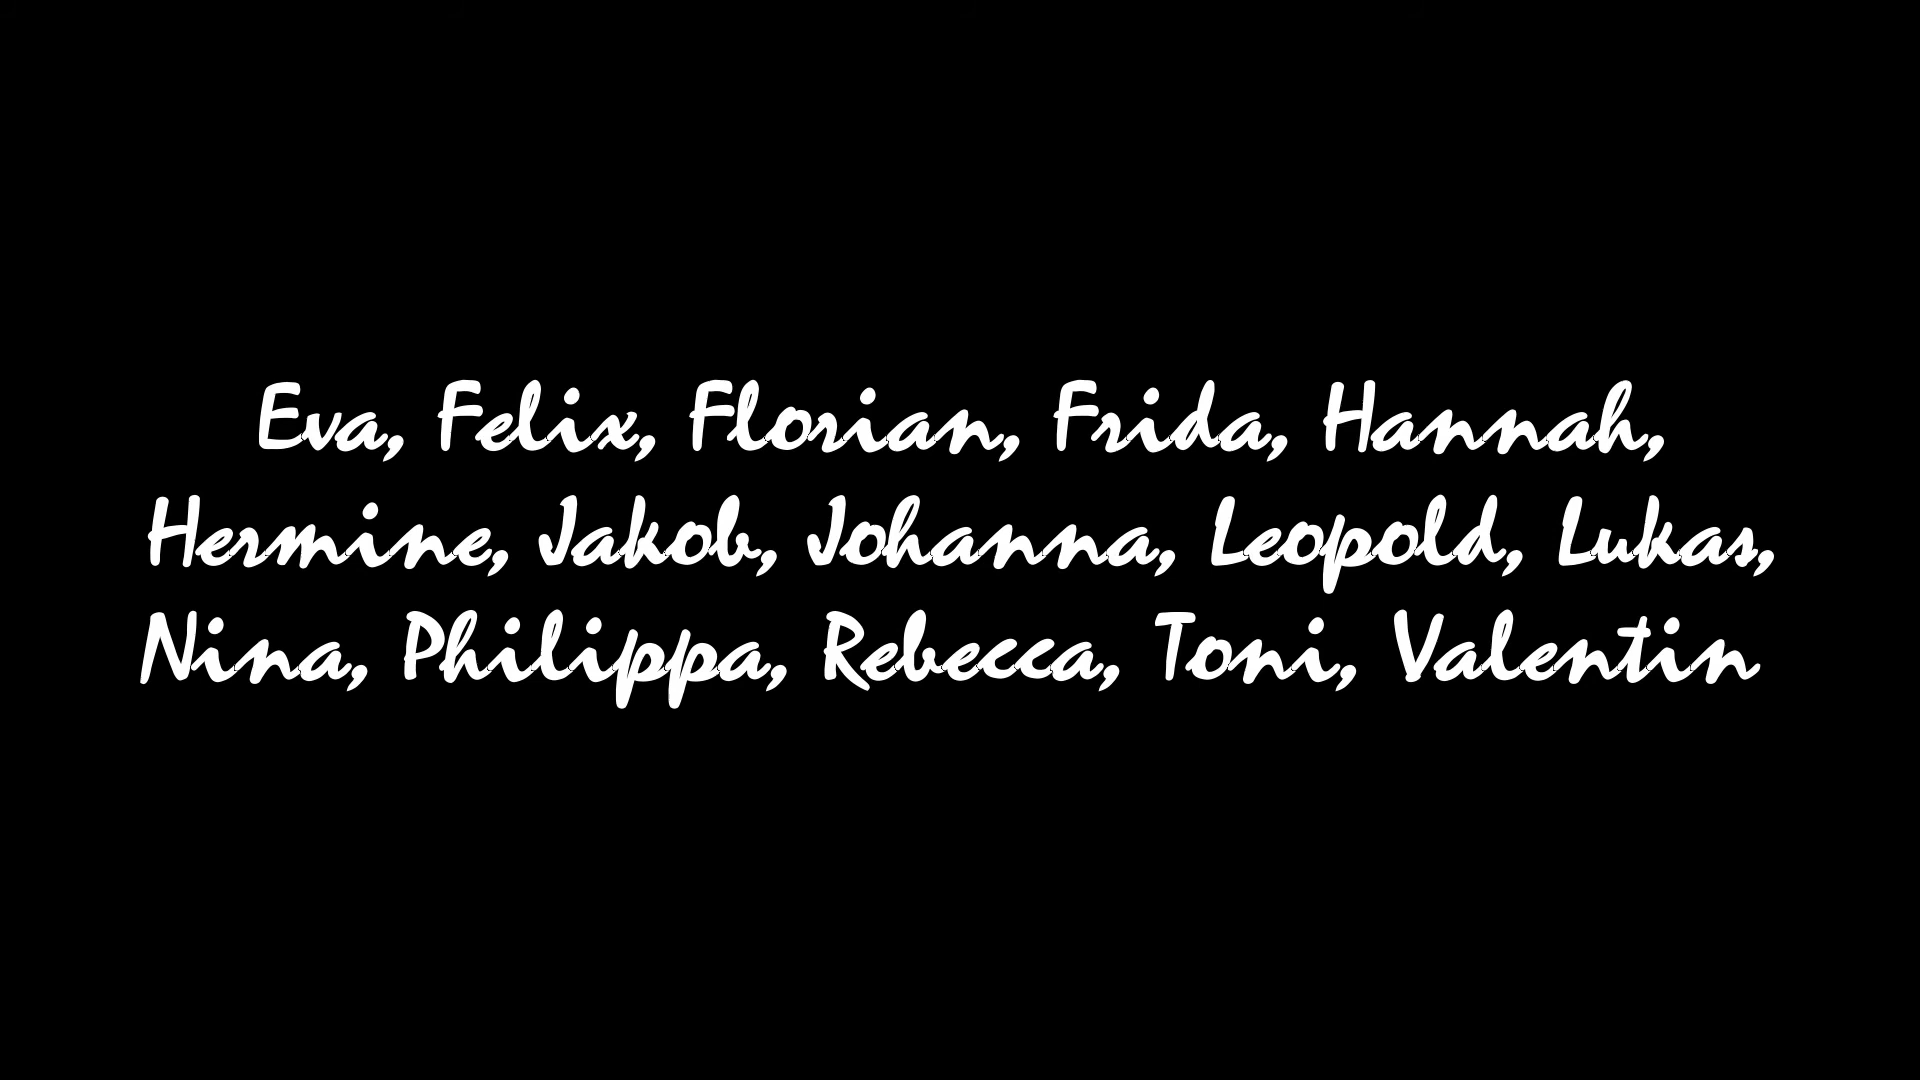 Eva, Felix, Florian, Frida, Hannah,
Hermine, Jakob, Johanna, Leopold, Lukas,
Nina, Philippa, Rebecca, Toni, Valentin